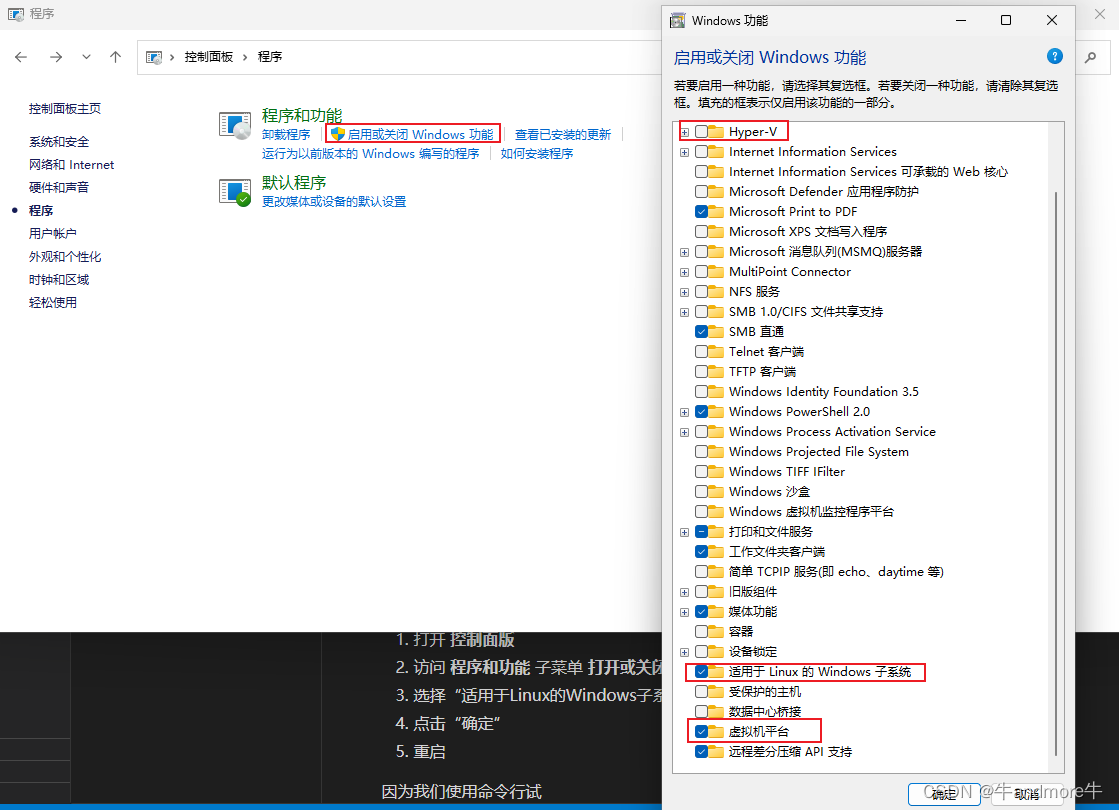 程序
控制面板 › 程序
控制面板主页
系统和安全
网络和 Internet
硬件和声音
程序
用户帐户
外观和个性化
时钟和区域
轻松使用
程序和功能
卸载程序 启用或关闭 Windows 功能 查看已安装的更新
运行为以前版本的 Windows 编写的程序 如何安装程序
默认程序
更改媒体或设备的默认设置
1. 打开 控制面版
2. 访问 程序和功能 子菜单 打开或关闭
3. 选择“适用于Linux的Windows子系
4. 点击“确定”
5. 重启
因为我们使用命令行试
Windows 功能
启用或关闭 Windows 功能
若要启用一种功能，请选择其复选框。若要关闭一种功能，请清除其复选
框。填充的框表示仅启用该功能的一部分。
Hyper-V
Internet Information Services
Internet Information Services 可承载的 Web 核心
Microsoft Defender 应用程序防护
Microsoft Print to PDF
Microsoft XPS 文档写入程序
Microsoft 消息队列(MSMQ)服务器
MultiPoint Connector
NFS 服务
SMB 1.0/CIFS 文件共享支持
SMB 直通
Telnet 客户端
TFTP 客户端
Windows Identity Foundation 3.5
Windows PowerShell 2.0
Windows Process Activation Service
Windows Projected File System
Windows TIFF IFilter
Windows 沙盒
Windows 虚拟机监控程序平台
打印和文件服务
工作文件夹客户端
简单 TCPIP 服务(即 echo、daytime 等)
旧版组件
媒体功能
容器
设备锁定
适用于 Linux 的 Windows 子系统
受保护的主机
数据中心桥接
虚拟机平台
远程差分压缩 API 支持
确定 取消
CSDN @牛andmore牛